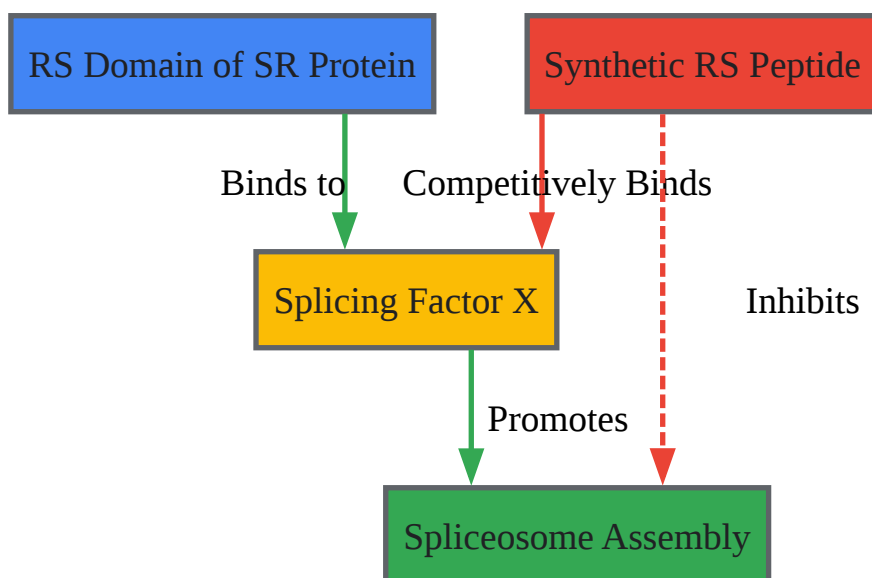 RS Domain of SR Protein
Synthetic RS Peptide
Binds to
Competitively Binds
Splicing Factor X
Inhibits
Promotes
Spliceosome Assembly